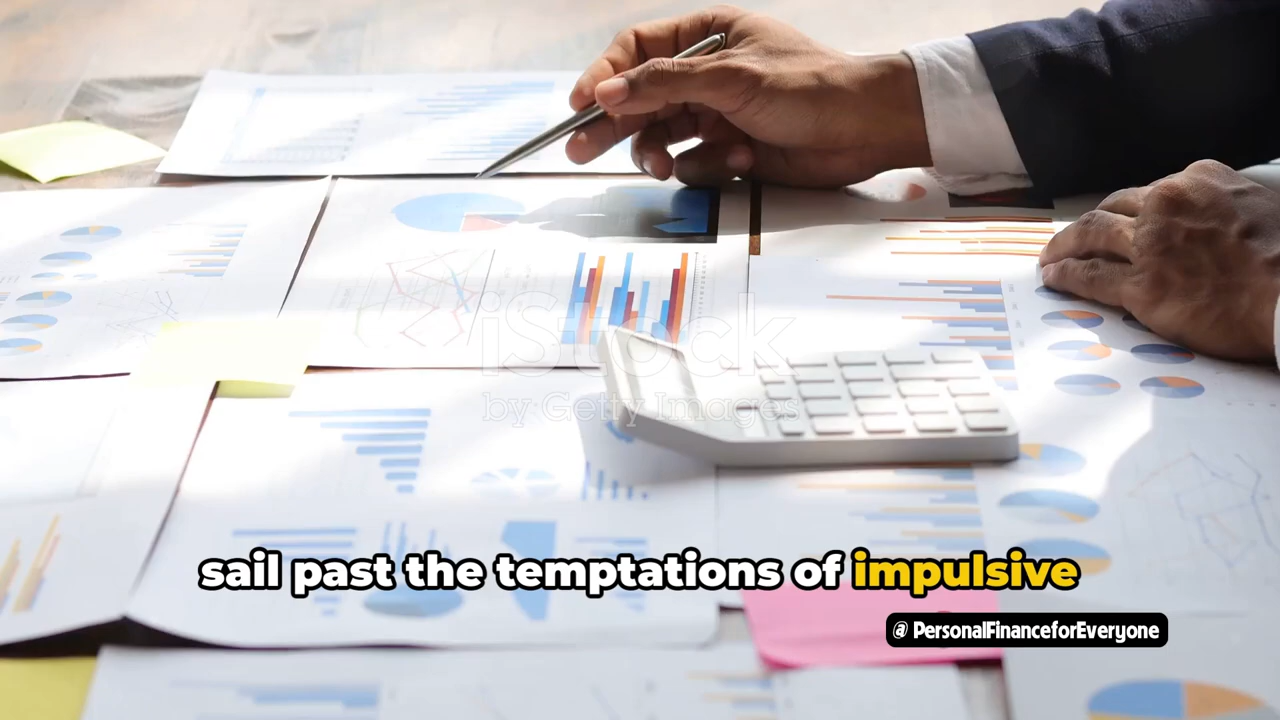 iStock
by Getty Images
sail past the temptations of impulsive
@ PersonalFinanceforEveryone